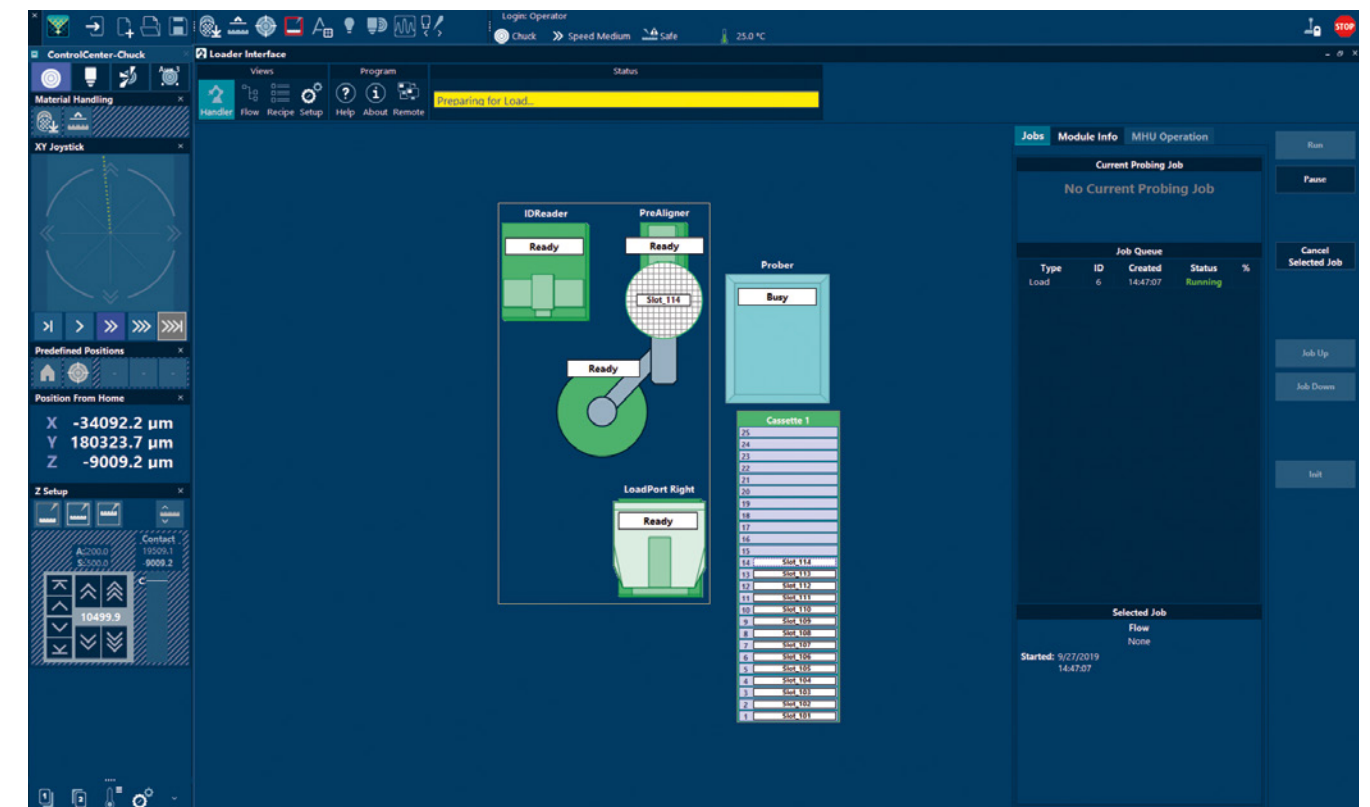 Login: Operator
Chuck
Speed Medium
Safe
25.0 °C
STOP
ControlCenter-Chuck
Loader Interface
Views
Program
Status
Handler
Flow
Recipe
Setup
Help
About
Remote
Preparing for Load...
Material Handling
XY Joystick
Predefined Positions
Position From Home
X -34092.2 µm
Y 180323.7 µm
Z -9009.2 µm
Z Setup
Contact
A: 200.0
19509.1
S: 300.0
-9009.2
C
10499.9
1
2
IDReader
PreAligner
Ready
Ready
Slot_114
Prober
Busy
Ready
LoadPort Right
Ready
Cassette 1
25
24
23
22
21
20
19
18
17
16
15
14 Slot_114
13 Slot_113
12 Slot_112
11 Slot_111
10 Slot_110
9 Slot_109
8 Slot_108
7 Slot_107
6 Slot_106
5 Slot_105
4 Slot_104
3 Slot_103
2 Slot_102
1 Slot_101
Jobs
Module Info
MHU Operation
Current Probing Job
No Current Probing Job
Job Queue
Type ID Created Status %
Load 6 14:47:07 Running
Selected Job
Flow
None
Started: 9/27/2019
14:47:07
Run
Pause
Cancel
Selected Job
Job Up
Job Down
Init